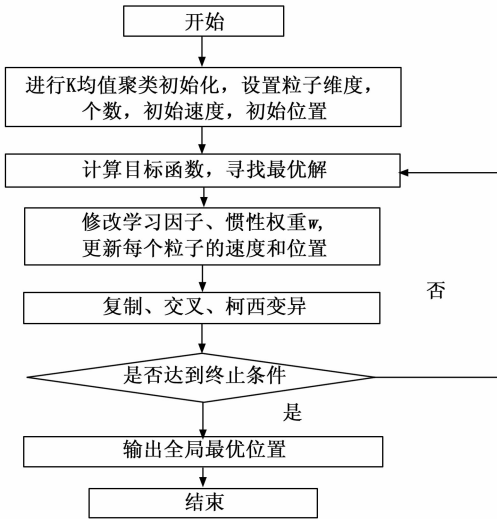 开始
进行K均值聚类初始化，设置粒子维度，
个数，初始速度，初始位置
计算目标函数，寻找最优解
修改学习因子、惯性权重w,
更新每个粒子的速度和位置
复制、交叉、柯西变异
否
是否达到终止条件
是
输出全局最优位置
结束